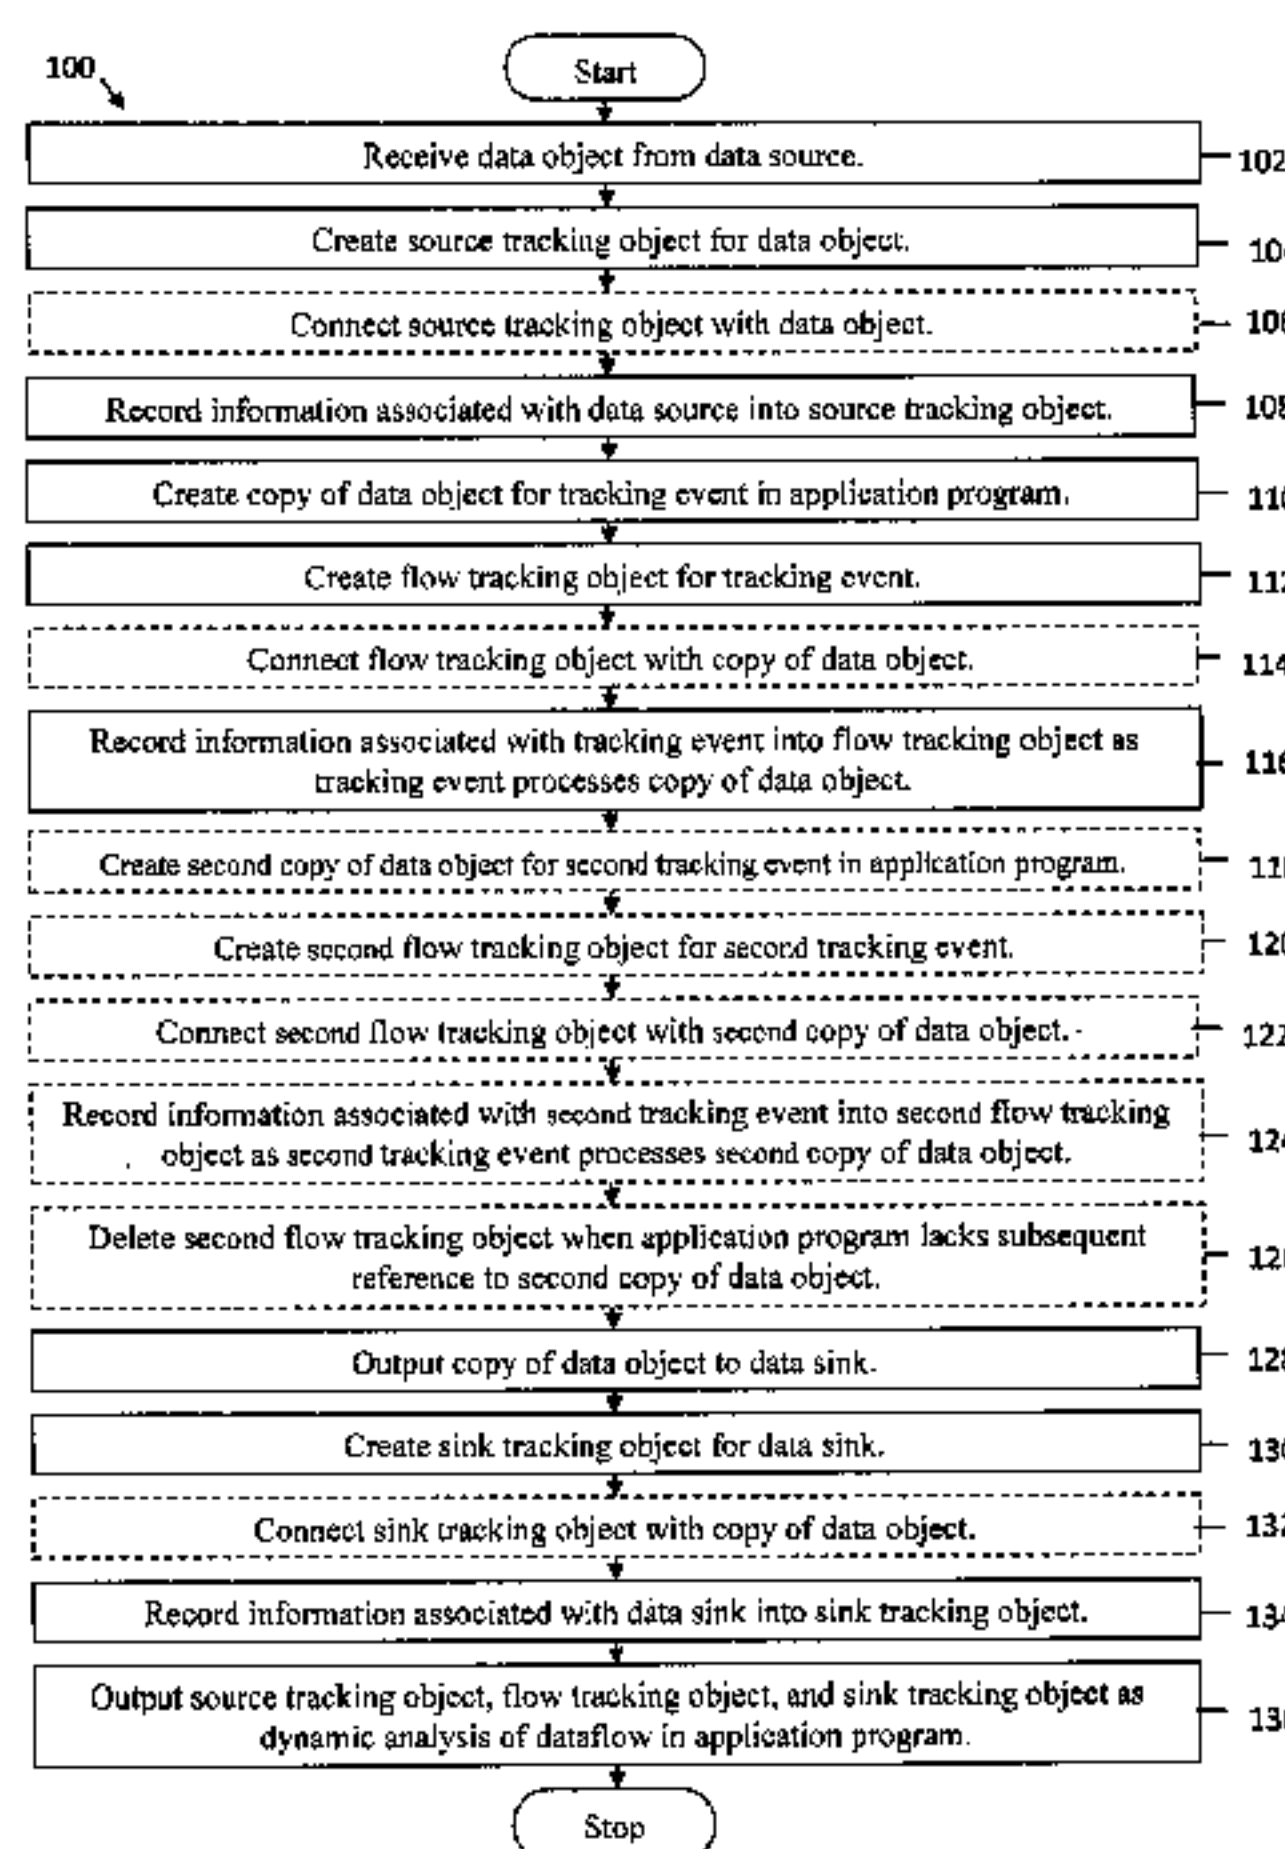 100
Start
Receive data object from data source.
102
Create source tracking object for data object.
Connect source tracking object with data object.
Record information associated with data source into source tracking object.
Create copy of data object for tracking event in application program.
Create flow tracking object for tracking event.
112
Connect flow tracking object with copy of data object.
114
Record information associated with tracking event into flow tracking object as
tracking event processes copy of data object.
Create second copy of data object for second tracking event in application program.
Create second flow tracking object for second tracking event.
Connect second flow tracking object with second copy of data object.
122
Record information associated with second tracking event into second flow tracking
object as second tracking event processes second copy of data object.
Delete second flow tracking object when application program lacks subsequent
reference to second copy of data object.
Output copy of data object to data sink.
Create sink tracking object for data sink.
Connect sink tracking object with copy of data object.
132
Record information associated with data sink into sink tracking object.
Output source tracking object, flow tracking object, and sink tracking object as
dynamic analysis of dataflow in application program.
Stop